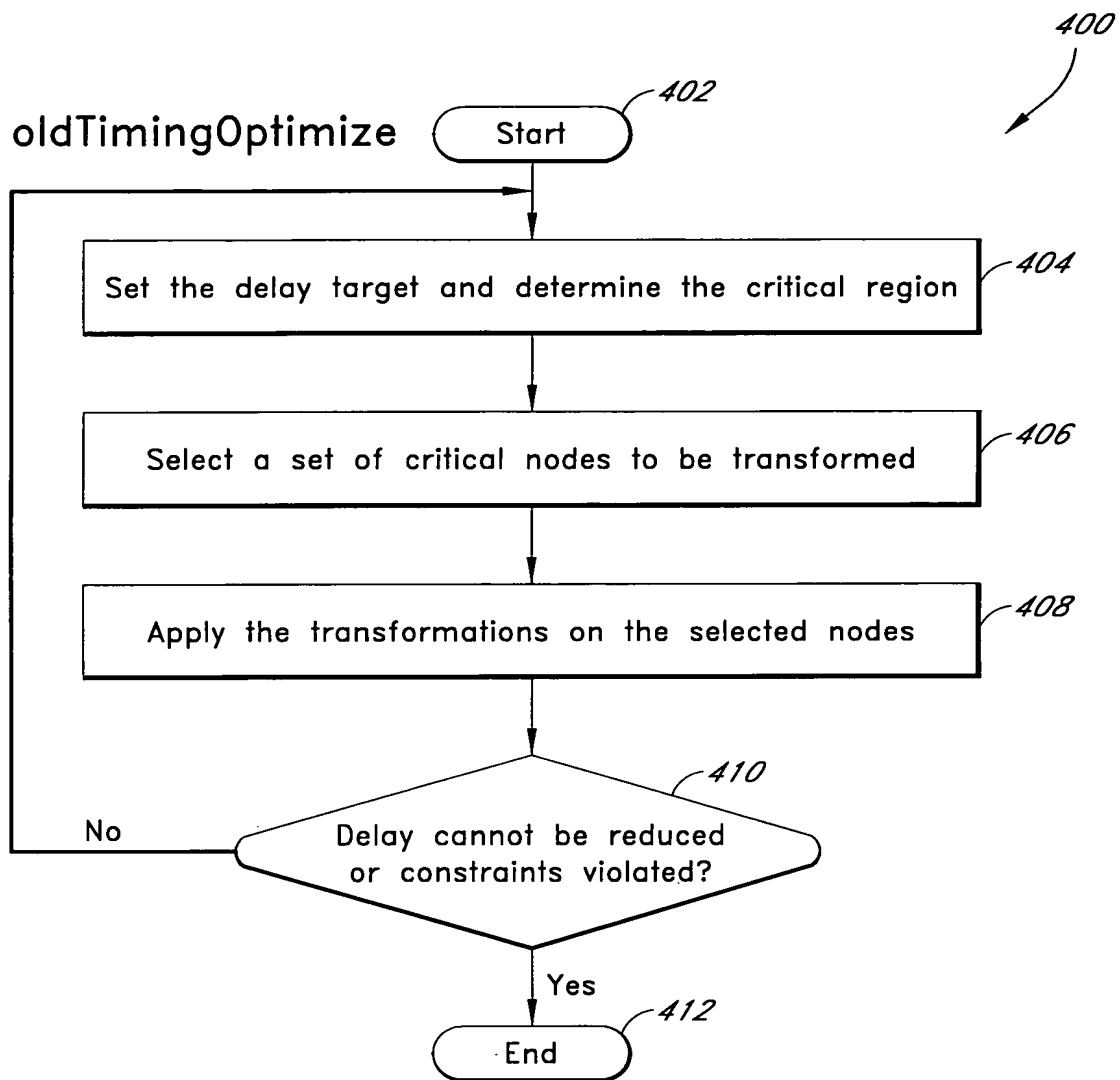 400
402
oldTimingOptimize
Start
404
Set the delay target and determine the critical region
406
Select a set of critical nodes to be transformed
408
Apply the transformations on the selected nodes
410
No
Delay cannot be reduced
or constraints violated?
Yes
412
End